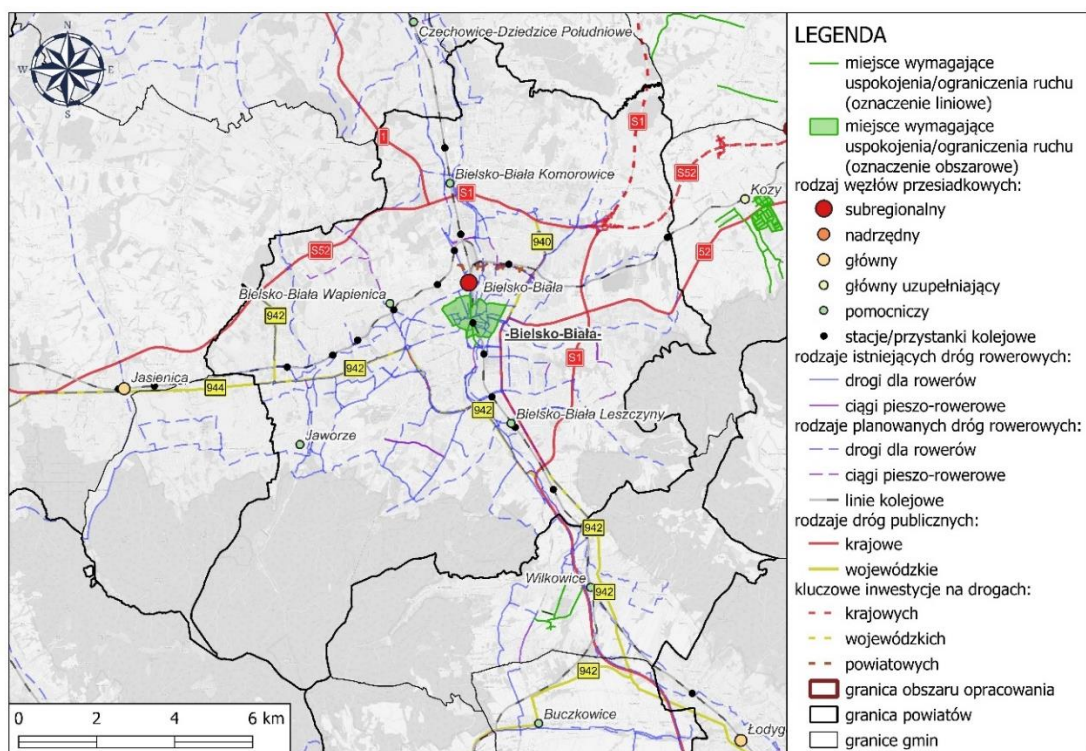 N
W
E
S
Czechowice-Dziedzice Południowe
1
S1
S52
Bielsko-Biała Komorowice
S1
Kozy
940
S52
52
Bielsko-Biała
Bielsko-Biała Wapienica
942
-Bielsko-Biała-
S1
942
Jasienica
944
942
Bielsko-Biała Leszczyny
Jaworze
942
Wilkowice
942
942
Buczkowice
Łodyg
0 2 4 6 km
LEGENDA
miejsce wymagające
uspokojenia/ograniczenia ruchu
(oznaczenie liniowe)
miejsce wymagające
uspokojenia/ograniczenia ruchu
(oznaczenie obszarowe)
rodzaj węzłów przesiadkowych:
subregionalny
nadrzędny
główny
główny uzupełniający
pomocniczy
stacje/przystanki kolejowe
rodzaje istniejących dróg rowerowych:
drogi dla rowerów
ciągi pieszo-rowerowe
rodzaje planowanych dróg rowerowych:
drogi dla rowerów
ciągi pieszo-rowerowe
linie kolejowe
rodzaje dróg publicznych:
krajowe
wojewódzkie
kluczowe inwestycje na drogach:
krajowych
wojewódzkich
powiatowych
granica obszaru opracowania
granica powiatów
granice gmin